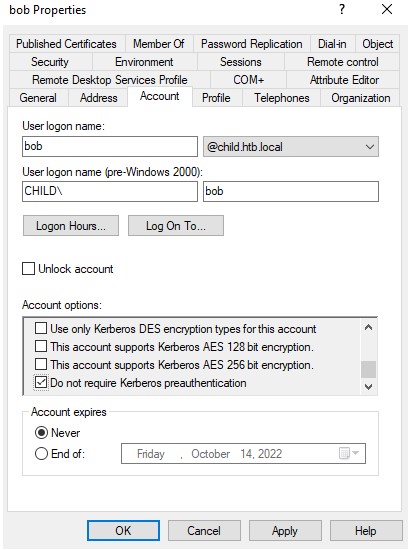 bob Properties ? ×
Published Certificates Member Of Password Replication Dial-in Object
Security Environment Sessions Remote control
Remote Desktop Services Profile COM+ Attribute Editor
General Address Account Profile Telephones Organization
User logon name:
bob @child.htb.local
User logon name (pre-Windows 2000):
CHILD\ bob
Logon Hours... Log On To...
Unlock account
Account options:
Use only Kerberos DES encryption types for this account
This account supports Kerberos AES 128 bit encryption.
This account supports Kerberos AES 256 bit encryption.
Do not require Kerberos preauthentication
Account expires
Never
End of: Friday , October 14, 2022
OK Cancel Apply Help